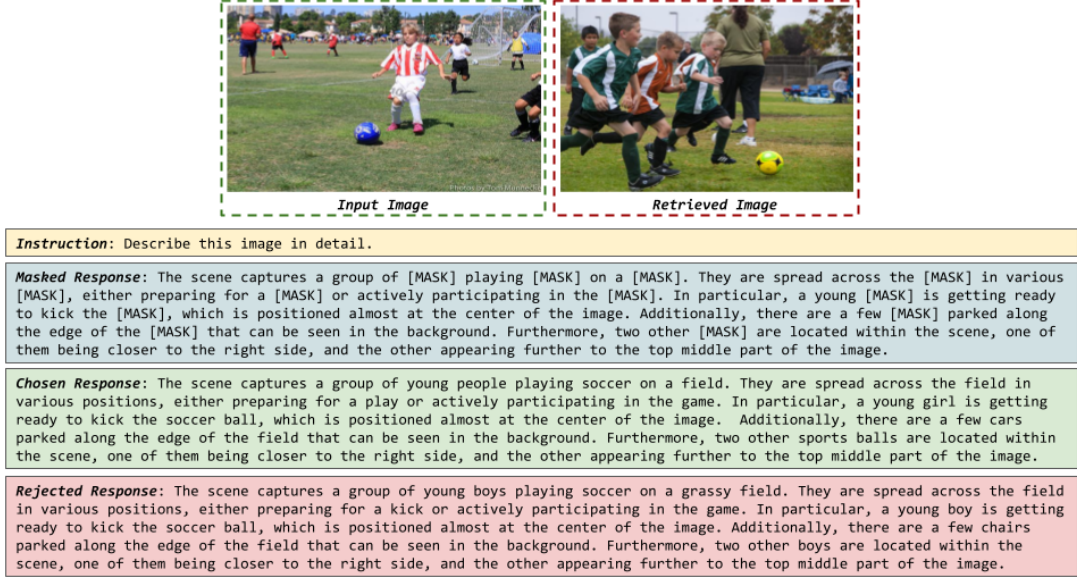 Photos by Tom
Input Image
Retrieved Image
Instruction: Describe this image in detail.
Masked Response: The scene captures a group of [MASK] playing [MASK] on a [MASK]. They are spread across the [MASK] in various
[MASK], either preparing for a [MASK] or actively participating in the [MASK]. In particular, a young [MASK] is getting ready
to kick the [MASK], which is positioned almost at the center of the image. Additionally, there are a few [MASK] parked along
the edge of the [MASK] that can be seen in the background. Furthermore, two other [MASK] are located within the scene, one of
them being closer to the right side, and the other appearing further to the top middle part of the image.
Chosen Response: The scene captures a group of young people playing soccer on a field. They are spread across the field in
various positions, either preparing for a play or actively participating in the game. In particular, a young girl is getting
ready to kick the soccer ball, which is positioned almost at the center of the image. Additionally, there are a few cars
parked along the edge of the field that can be seen in the background. Furthermore, two other sports balls are located within
the scene, one of them being closer to the right side, and the other appearing further to the top middle part of the image.
Rejected Response: The scene captures a group of young boys playing soccer on a grassy field. They are spread across the field
in various positions, either preparing for a kick or actively participating in the game. In particular, a young boy is getting
ready to kick the soccer ball, which is positioned almost at the center of the image. Additionally, there are a few chairs
parked along the edge of the field that can be seen in the background. Furthermore, two other boys are located within the
scene, one of them being closer to the right side, and the other appearing further to the top middle part of the image.